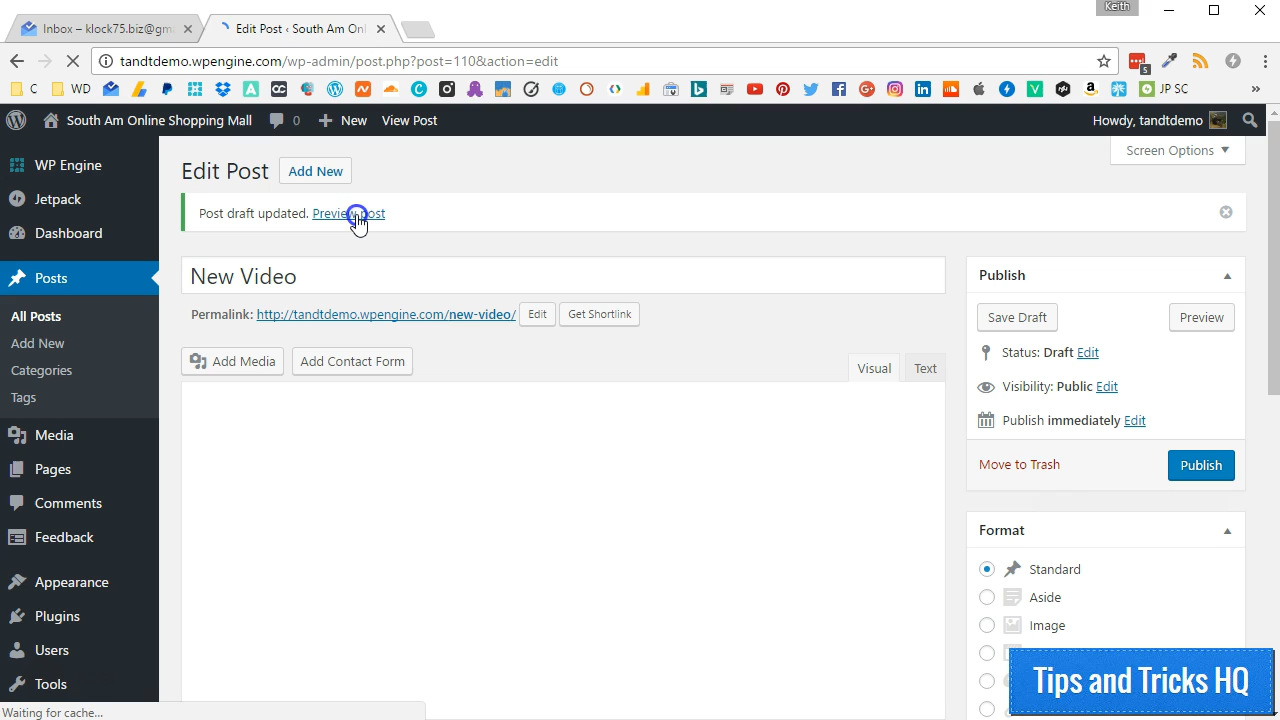 Keith
Inbox – klock75.biz@gm
Edit Post ‹ South Am Onl
tandtdemo.wpengine.com/wp-admin/post.php?post=110&action=edit
5
C
WD
JP SC
South Am Online Shopping Mall
0
New
View Post
Howdy, tandtdemo
WP Engine
Jetpack
Dashboard
Posts
All Posts
Add New
Categories
Tags
Media
Pages
Comments
Feedback
Appearance
Plugins
Users
Tools
Screen Options
Edit Post
Add New
Post draft updated. Preview post
New Video
Permalink: http://tandtdemo.wpengine.com/new-video/ Edit Get Shortlink
Add Media
Add Contact Form
Visual
Text
Publish
Save Draft
Preview
Status: Draft Edit
Visibility: Public Edit
Publish immediately Edit
Move to Trash
Publish
Format
Standard
Aside
Image
Tips and Tricks HQ
Waiting for cache...